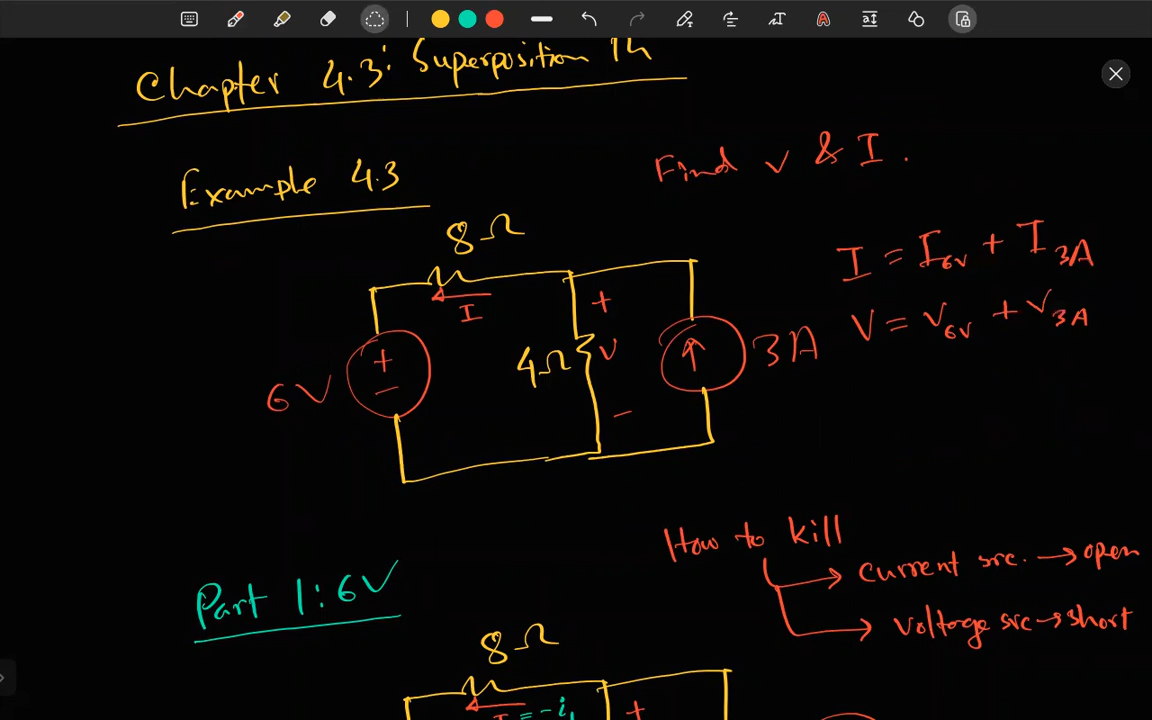 Chapter 4.3: Superposition Th
Example 4.3
Find v & I.
8Ω
I
6V
+
−
4Ω
+
V
−
3A
I = I6v + I3A
V = V6v + V3A
How to kill
current src. → open
voltage src → short
Part 1: 6V
8Ω
I = -i1
+